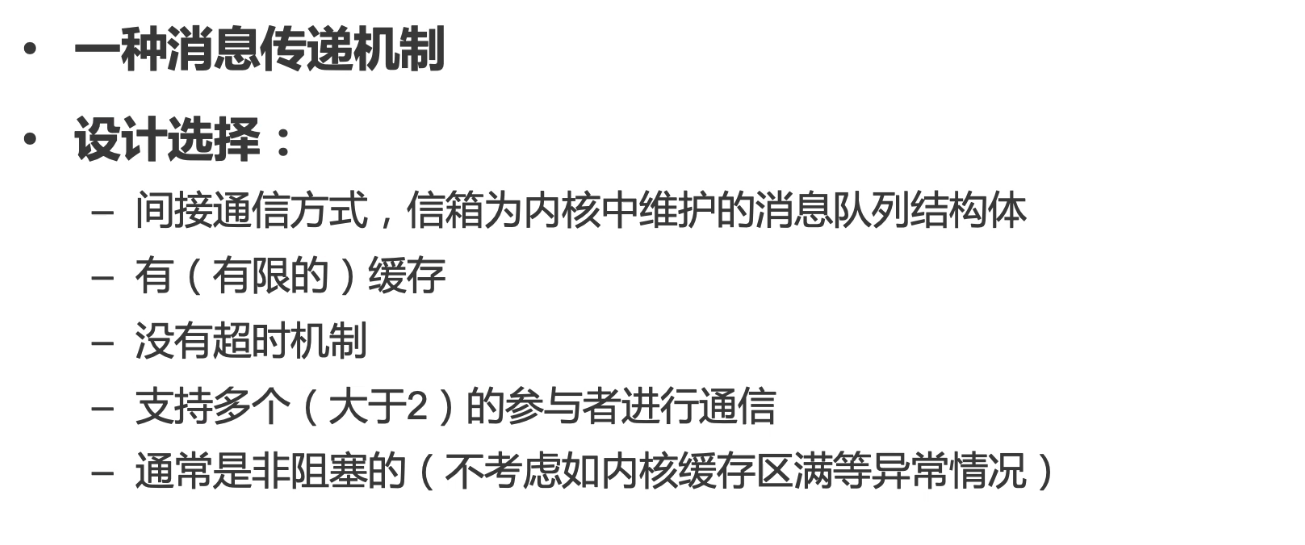 • 一种消息传递机制
• 设计选择：
– 间接通信方式，信箱为内核中维护的消息队列结构体
– 有（有限的）缓存
– 没有超时机制
– 支持多个（大于2）的参与者进行通信
– 通常是非阻塞的（不考虑如内核缓存区满等异常情况）